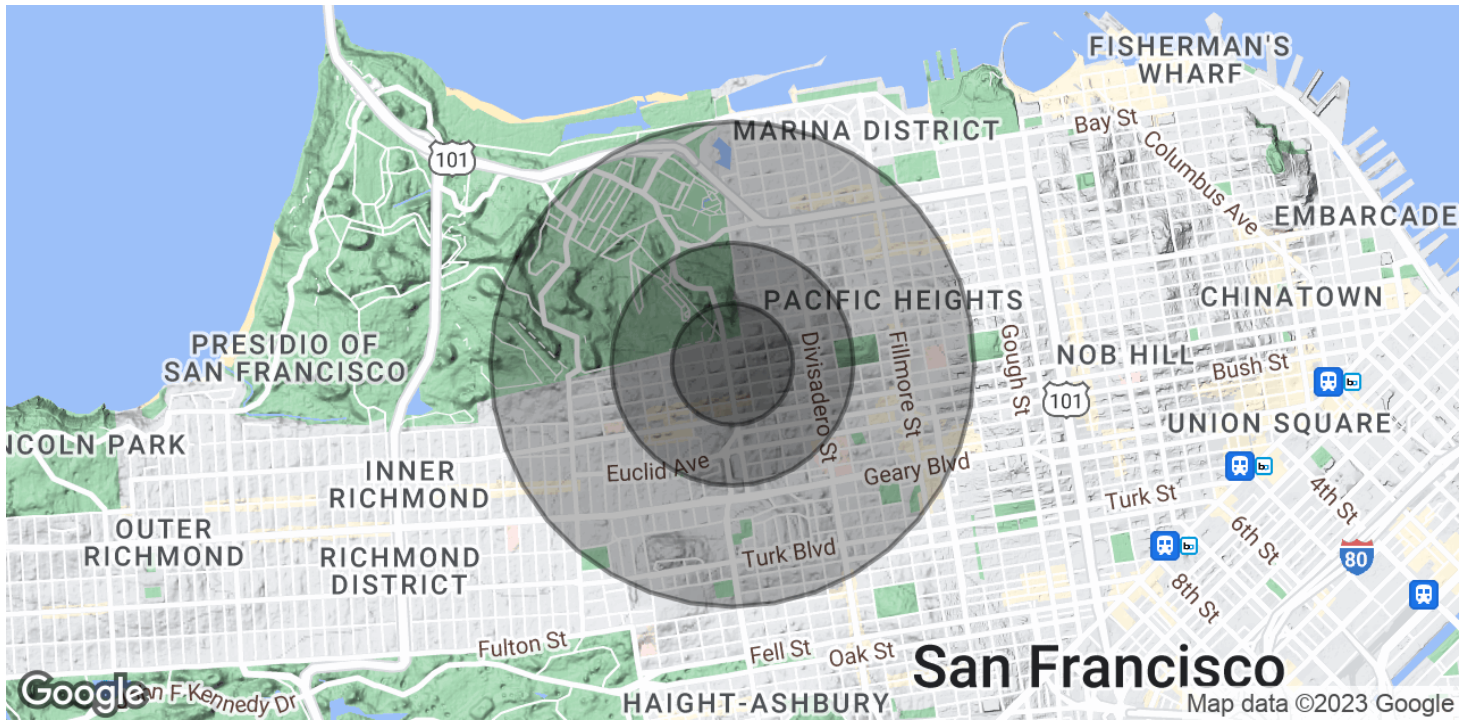 FISHERMAN'S
WHARF
MARINA DISTRICT
Bay St
Columbus Ave
101
EMBARCADE
PACIFIC HEIGHTS
CHINATOWN
PRESIDIO OF
SAN FRANCISCO
Divisadero St
Fillmore St
Gough St
NOB HILL
Bush St
101
UNION SQUARE
NCOLN PARK
INNER
RICHMOND
Euclid Ave
Geary Blvd
Turk St
4th St
6th St
80
8th St
OUTER
RICHMOND
RICHMOND
DISTRICT
Turk Blvd
Fulton St
Fell St
Oak St
San Francisco
Google
n F Kennedy Dr
HAIGHT-ASHBURY
Map data ©2023 Google